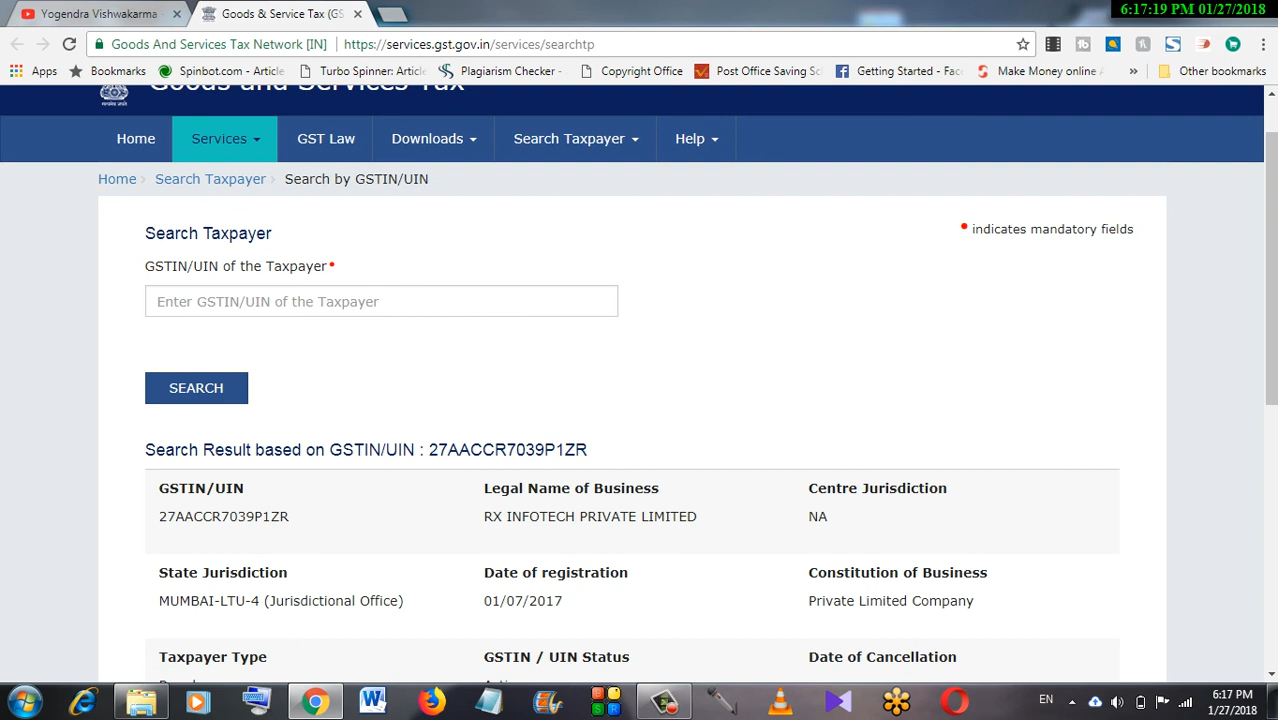 6:17:19 PM 01/27/2018
Yogendra Vishwakarma
Goods & Service Tax (GS
Goods And Services Tax Network [IN] https://services.gst.gov.in/services/searchtp
Apps Bookmarks Spinbot.com - Article Turbo Spinner: Article Plagiarism Checker - Copyright Office Post Office Saving Sc Getting Started - Fac Make Money online » Other bookmarks
Goods and Services Tax
Home Services GST Law Downloads Search Taxpayer Help
Home Search Taxpayer Search by GSTIN/UIN
Search Taxpayer
• indicates mandatory fields
GSTIN/UIN of the Taxpayer•
Enter GSTIN/UIN of the Taxpayer
SEARCH
Search Result based on GSTIN/UIN : 27AACCR7039P1ZR
GSTIN/UIN Legal Name of Business Centre Jurisdiction
27AACCR7039P1ZR RX INFOTECH PRIVATE LIMITED NA
State Jurisdiction Date of registration Constitution of Business
MUMBAI-LTU-4 (Jurisdictional Office) 01/07/2017 Private Limited Company
Taxpayer Type GSTIN / UIN Status Date of Cancellation
EN 6:17 PM
1/27/2018